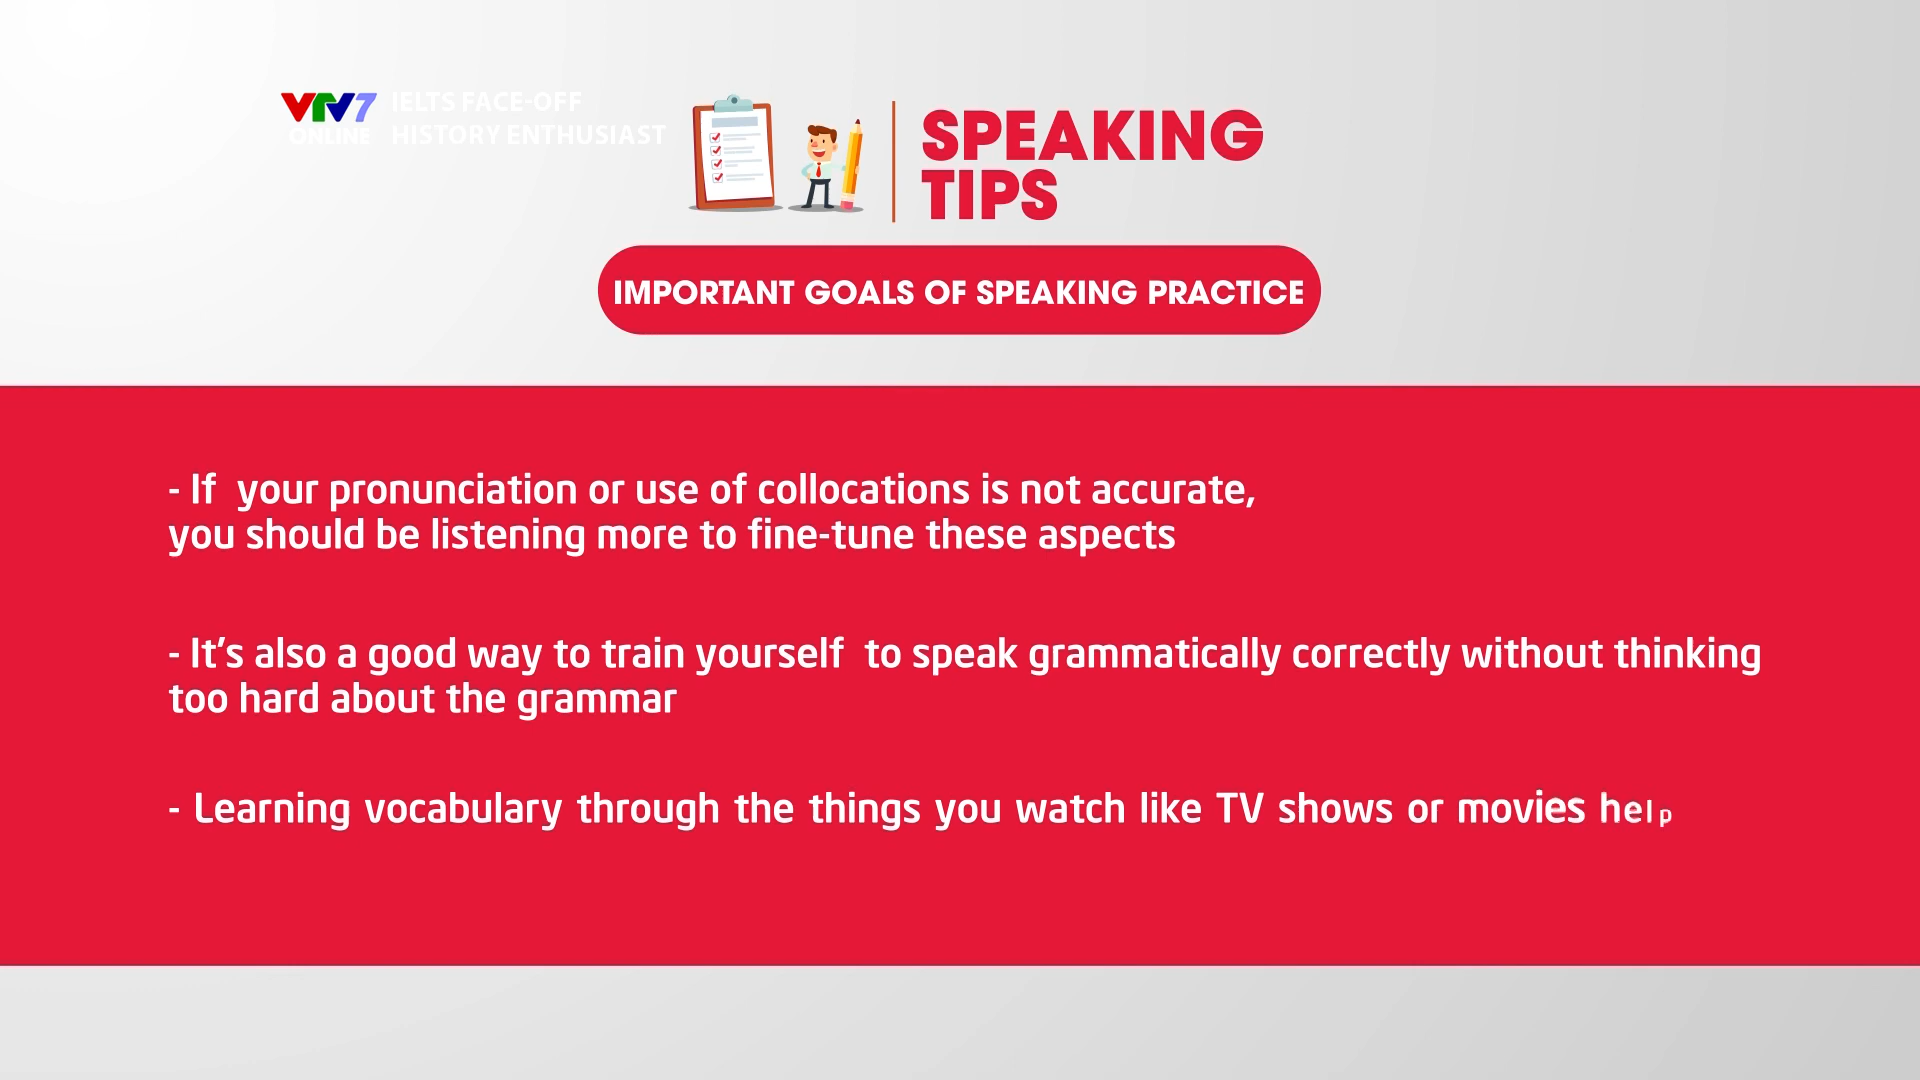 VTV7 IELTS FACE-OFF
ONLINE HISTORY ENTHUSIAST
SPEAKING
TIPS
IMPORTANT GOALS OF SPEAKING PRACTICE
- If your pronunciation or use of collocations is not accurate,
you should be listening more to fine-tune these aspects
- It's also a good way to train yourself to speak grammatically correctly without thinking
too hard about the grammar
- Learning vocabulary through the things you watch like TV shows or movies help